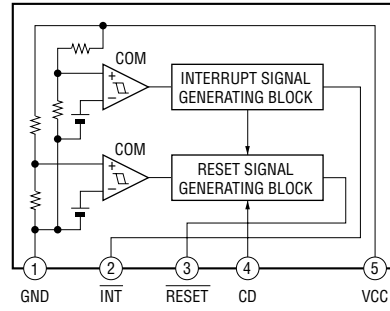 COM
+
−
INTERRUPT SIGNAL
GENERATING BLOCK
COM
+
−
RESET SIGNAL
GENERATING BLOCK
1 2 3 4 5
GND INT RESET CD VCC